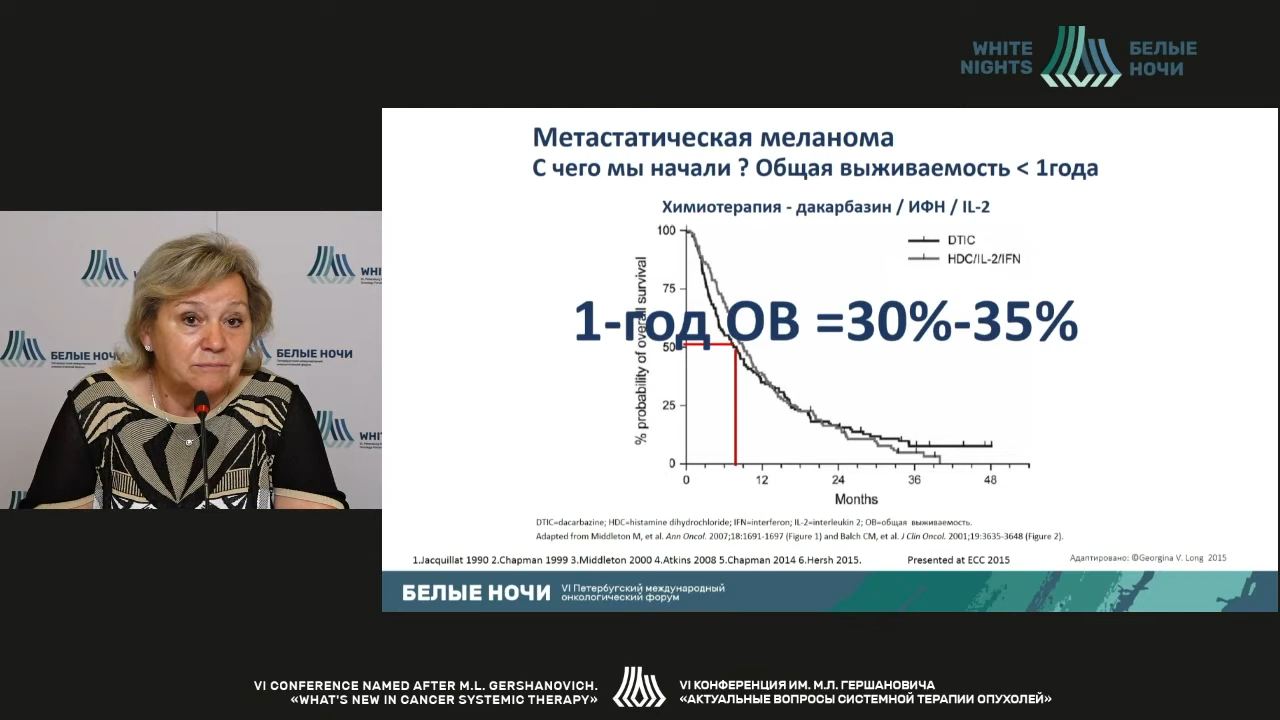 WHITE
NIGHTS
БЕЛЫЕ
НОЧИ
Метастатическая меланома
С чего мы начали ? Общая выживаемость < 1года
Химиотерапия - дакарбазин / ИФН / IL-2
DTIC
HDC/IL-2/IFN
1-год ОВ =30%-35%
% probability of overall survival
100
75
50
25
0
0 12 24 36 48
Months
DTIC=dacarbazine; HDC=histamine dihydrochloride; IFN=interferon; IL-2=interleukin 2; ОВ=общая выживаемость.
Adapted from Middleton M, et al. Ann Oncol. 2007;18:1691-1697 (Figure 1) and Balch CM, et al. J Clin Oncol. 2001;19:3635-3648 (Figure 2).
1.Jacquillat 1990 2.Chapman 1999 3.Middleton 2000 4.Atkins 2008 5.Chapman 2014 6.Hersh 2015.
Presented at ECC 2015
Адаптировано: ©Georgina V. Long 2015
БЕЛЫЕ НОЧИ
VI Петербугский международный
онкологический форум
WHI
БЕЛЫЕ НОЧ
БЕЛЫЕ НОЧИ
WHIT
VI CONFERENCE NAMED AFTER M.L. GERSHANOVICH.
«WHAT'S NEW IN CANCER SYSTEMIC THERAPY»
VI КОНФЕРЕНЦИЯ ИМ. М.Л. ГЕРШАНОВИЧА
«АКТУАЛЬНЫЕ ВОПРОСЫ СИСТЕМНОЙ ТЕРАПИИ ОПУХОЛЕЙ»